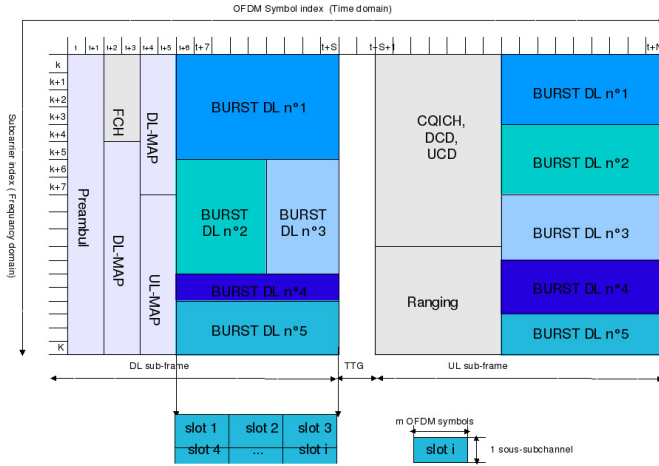 OFDM Symbol index (Time domain)
t
t+1
t+2
t+3
t+4
t+5
t+6
t+7
t+S
t–S+1
t+N
Subcarrier index ( Frequancy domain)
k
k+1
k+2
k+3
k+4
k+5
k+6
k+7
K
Preambul
FCH
DL-MAP
DL-MAP
UL-MAP
BURST DL n°1
BURST
DL n°2
BURST
DL n°3
BURST DL n°4
BURST DL n°5
CQICH,
DCD,
UCD
Ranging
BURST DL n°1
BURST DL n°2
BURST DL n°3
BURST DL n°4
BURST DL n°5
DL sub-frame
TTG
UL sub-frame
slot 1
slot 2
slot 3
slot 4
...
slot i
m OFDM symbols
slot i
1 sous-subchannel